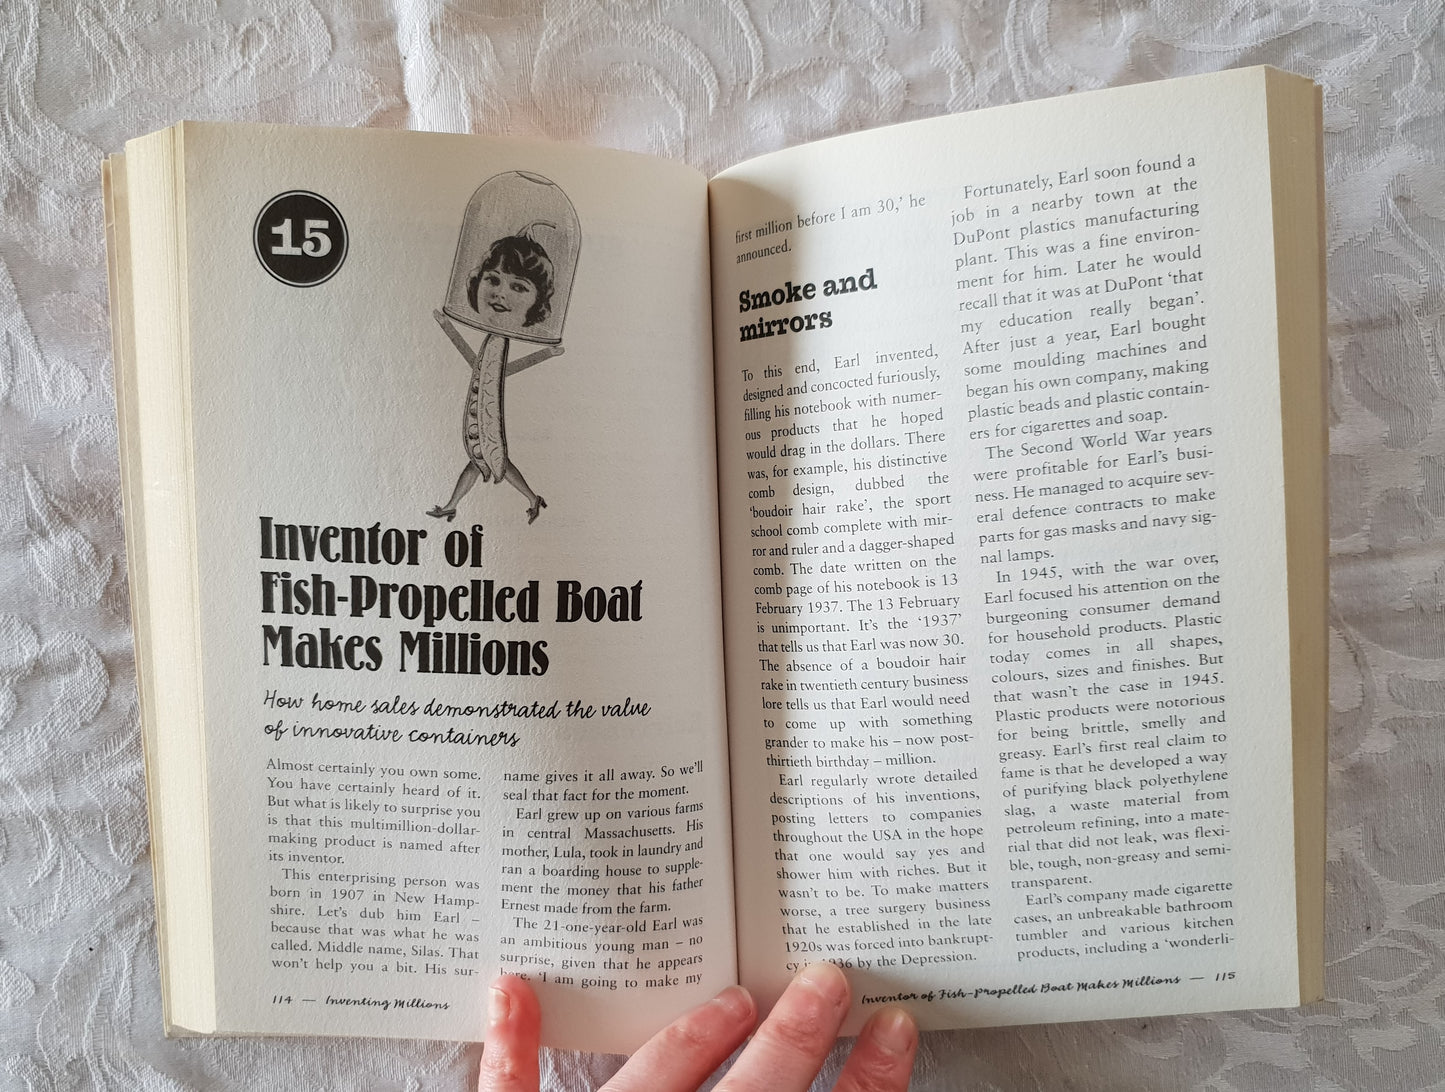 15
Inventor of
Fish-Propelled Boat
Makes Millions
How home sales demonstrated the value
of innovative containers
Almost certainly you own some.
You have certainly heard of it.
But what is likely to surprise you
is that this multimillion-dollar-
making product is named after
its inventor.
This enterprising person was
born in 1907 in New Hamp-
shire. Let's dub him Earl –
because that was what he was
called. Middle name, Silas. That
won't help you a bit. His sur-
name gives it all away. So we'll
seal that fact for the moment.
Earl grew up on various farms
in central Massachusetts. His
mother, Lula, took in laundry and
ran a boarding house to supple-
ment the money that his father
Ernest made from the farm.
The 21-one-year-old Earl was
an ambitious young man – no
surprise, given that he appears
here. 'I am going to make my
114 — Inventing Millions
first million before I am 30,' he
announced.
Smoke and
mirrors
To this end, Earl invented,
designed and concocted furiously,
filling his notebook with numer-
ous products that he hoped
would drag in the dollars. There
was, for example, his distinctive
comb design, dubbed the
'boudoir hair rake', the sport
school comb complete with mir-
ror and ruler and a dagger-shaped
comb. The date written on the
comb page of his notebook is 13
February 1937. The 13 February
is unimportant. It's the '1937'
that tells us that Earl was now 30.
The absence of a boudoir hair
rake in twentieth century business
lore tells us that Earl would need
to come up with something
grander to make his – now post-
thirtieth birthday – million.
Earl regularly wrote detailed
descriptions of his inventions,
posting letters to companies
throughout the USA in the hope
that one would say yes and
shower him with riches. But it
wasn't to be. To make matters
worse, a tree surgery business
that he established in the late
1920s was forced into bankrupt-
cy in 1936 by the Depression.
Fortunately, Earl soon found a
job in a nearby town at the
DuPont plastics manufacturing
plant. This was a fine environ-
ment for him. Later he would
recall that it was at DuPont 'that
my education really began'.
After just a year, Earl bought
some moulding machines and
began his own company, making
plastic beads and plastic contain-
ers for cigarettes and soap.
The Second World War years
were profitable for Earl's busi-
ness. He managed to acquire sev-
eral defence contracts to make
parts for gas masks and navy sig-
nal lamps.
In 1945, with the war over,
Earl focused his attention on the
burgeoning consumer demand
for household products. Plastic
today comes in all shapes,
colours, sizes and finishes. But
that wasn't the case in 1945.
Plastic products were notorious
for being brittle, smelly and
greasy. Earl's first real claim to
fame is that he developed a way
of purifying black polyethylene
slag, a waste material from
petroleum refining, into a mate-
rial that did not leak, was flexi-
ble, tough, non-greasy and semi-
transparent.
Earl's company made cigarette
cases, an unbreakable bathroom
tumbler and various kitchen
products, including a 'wonderli-
Inventor of Fish-Propelled Boat Makes Millions — 115